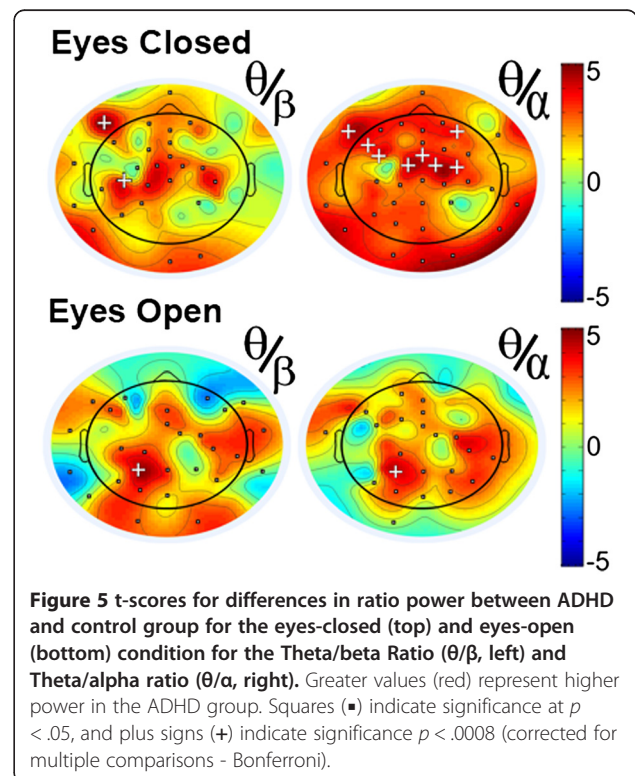 Eyes Closed
θ/β
θ/α
5
0
-5
Eyes Open
θ/β
θ/α
5
0
-5
Figure 5 t-scores for differences in ratio power between ADHD
and control group for the eyes-closed (top) and eyes-open
(bottom) condition for the Theta/beta Ratio (θ/β, left) and
Theta/alpha ratio (θ/α, right). Greater values (red) represent higher
power in the ADHD group. Squares (▪) indicate significance at p
< .05, and plus signs (+) indicate significance p < .0008 (corrected for
multiple comparisons - Bonferroni).